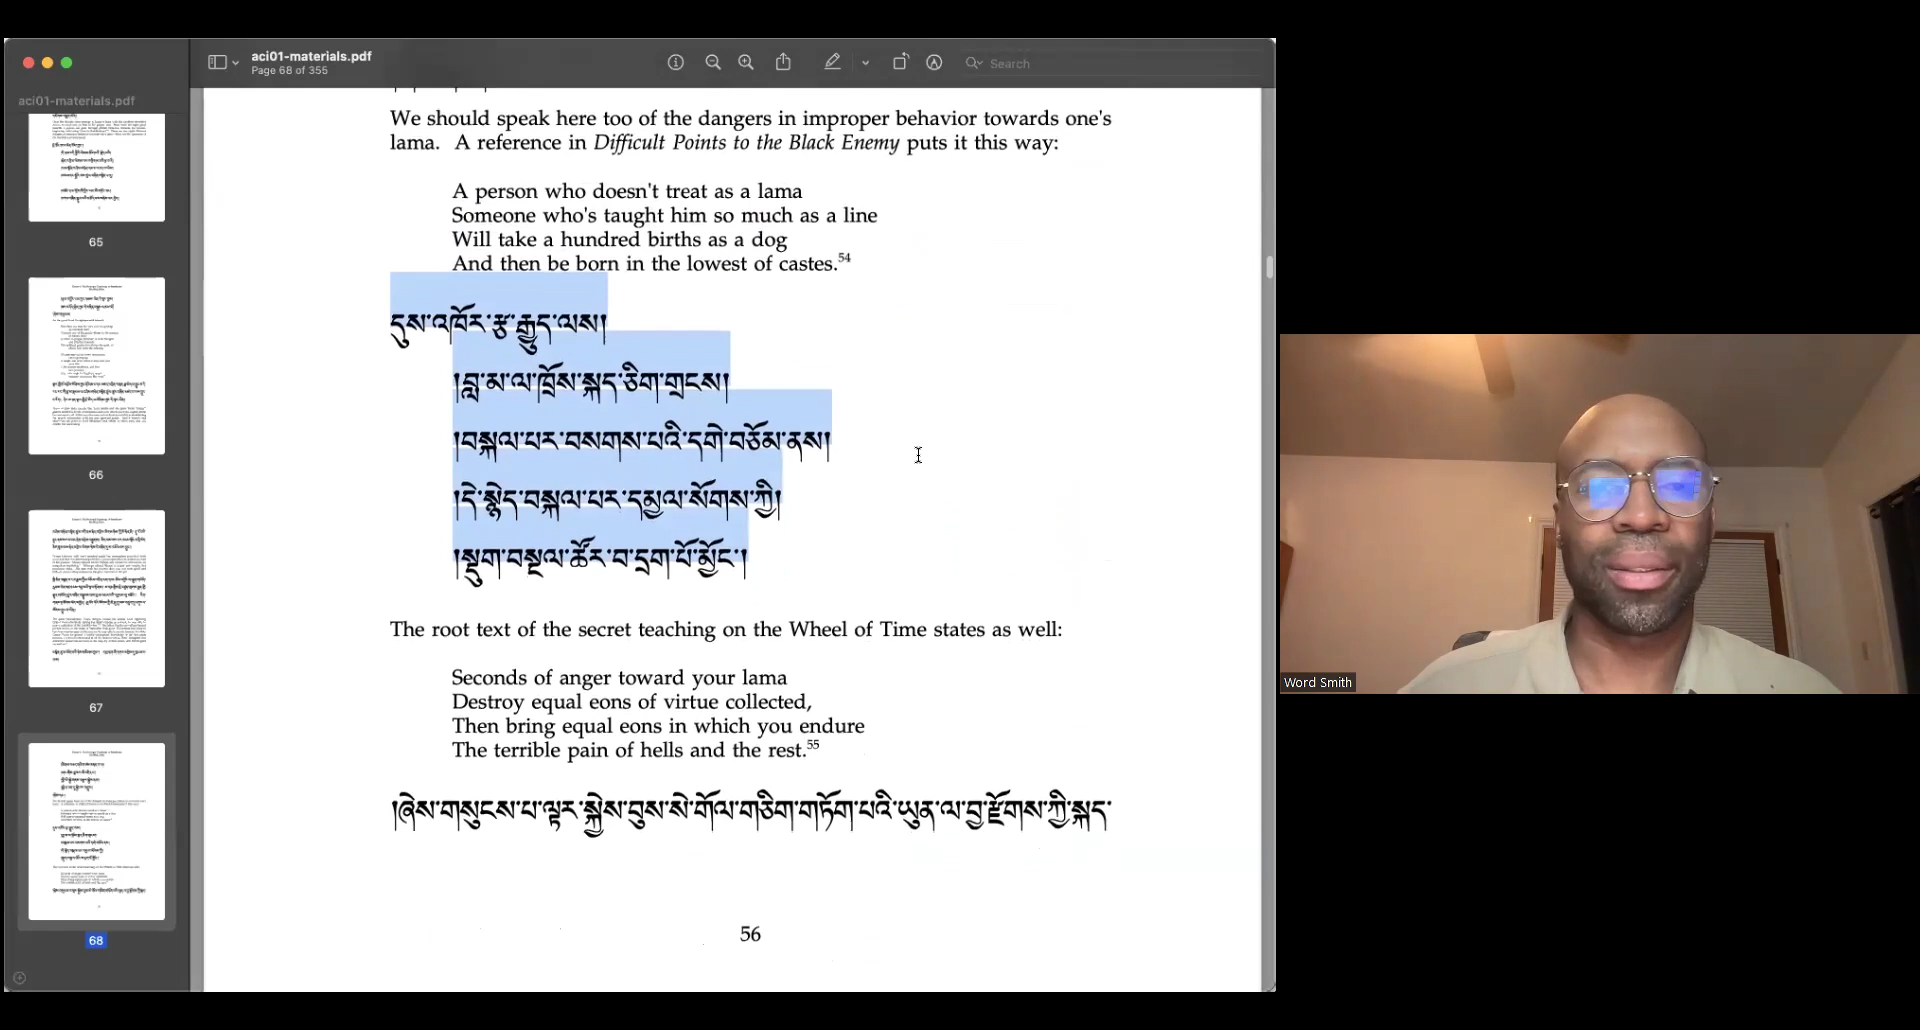 aci01-materials.pdf
Page 68 of 355
Search
aci01-materials.pdf
65
66
67
68
We should speak here too of the dangers in improper behavior towards one's
lama. A reference in Difficult Points to the Black Enemy puts it this way:
A person who doesn't treat as a lama
Someone who's taught him so much as a line
Will take a hundred births as a dog
And then be born in the lowest of castes.54
དུས་འཁོར་རྩ་རྒྱུད་ལས།
།བླ་མ་ལ་ཁྲོས་སྐད་ཅིག་གྲངས།
།བསྐལ་པར་བསགས་པའི་དགེ་བཅོམ་ནས།
།དེ་སྙེད་བསྐལ་པར་དམྱལ་སོགས་ཀྱི།
།སྡུག་བསྔལ་ཚོར་བ་དྲག་པོ་མྱོང་།
The root text of the secret teaching on the Wheel of Time states as well:
Seconds of anger toward your lama
Destroy equal eons of virtue collected,
Then bring equal eons in which you endure
The terrible pain of hells and the rest.55
།ཞེས་གསུངས་པ་ལྟར་སྐྱེས་བུས་སེ་གོལ་གཅིག་གཏོག་པའི་ཡུན་ལ་བྱ་རྫོགས་ཀྱི་སྐད་
56
Word Smith